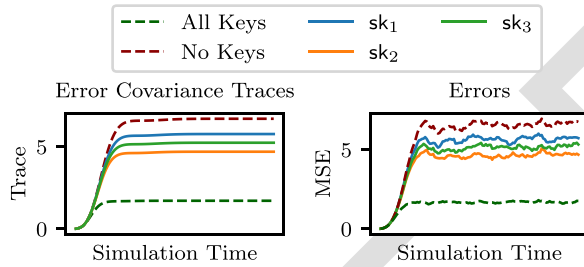 All Keys sk₁ sk₃
No Keys sk₂
Error Covariance Traces Errors
5 5
Trace MSE
0 0
Simulation Time Simulation Time